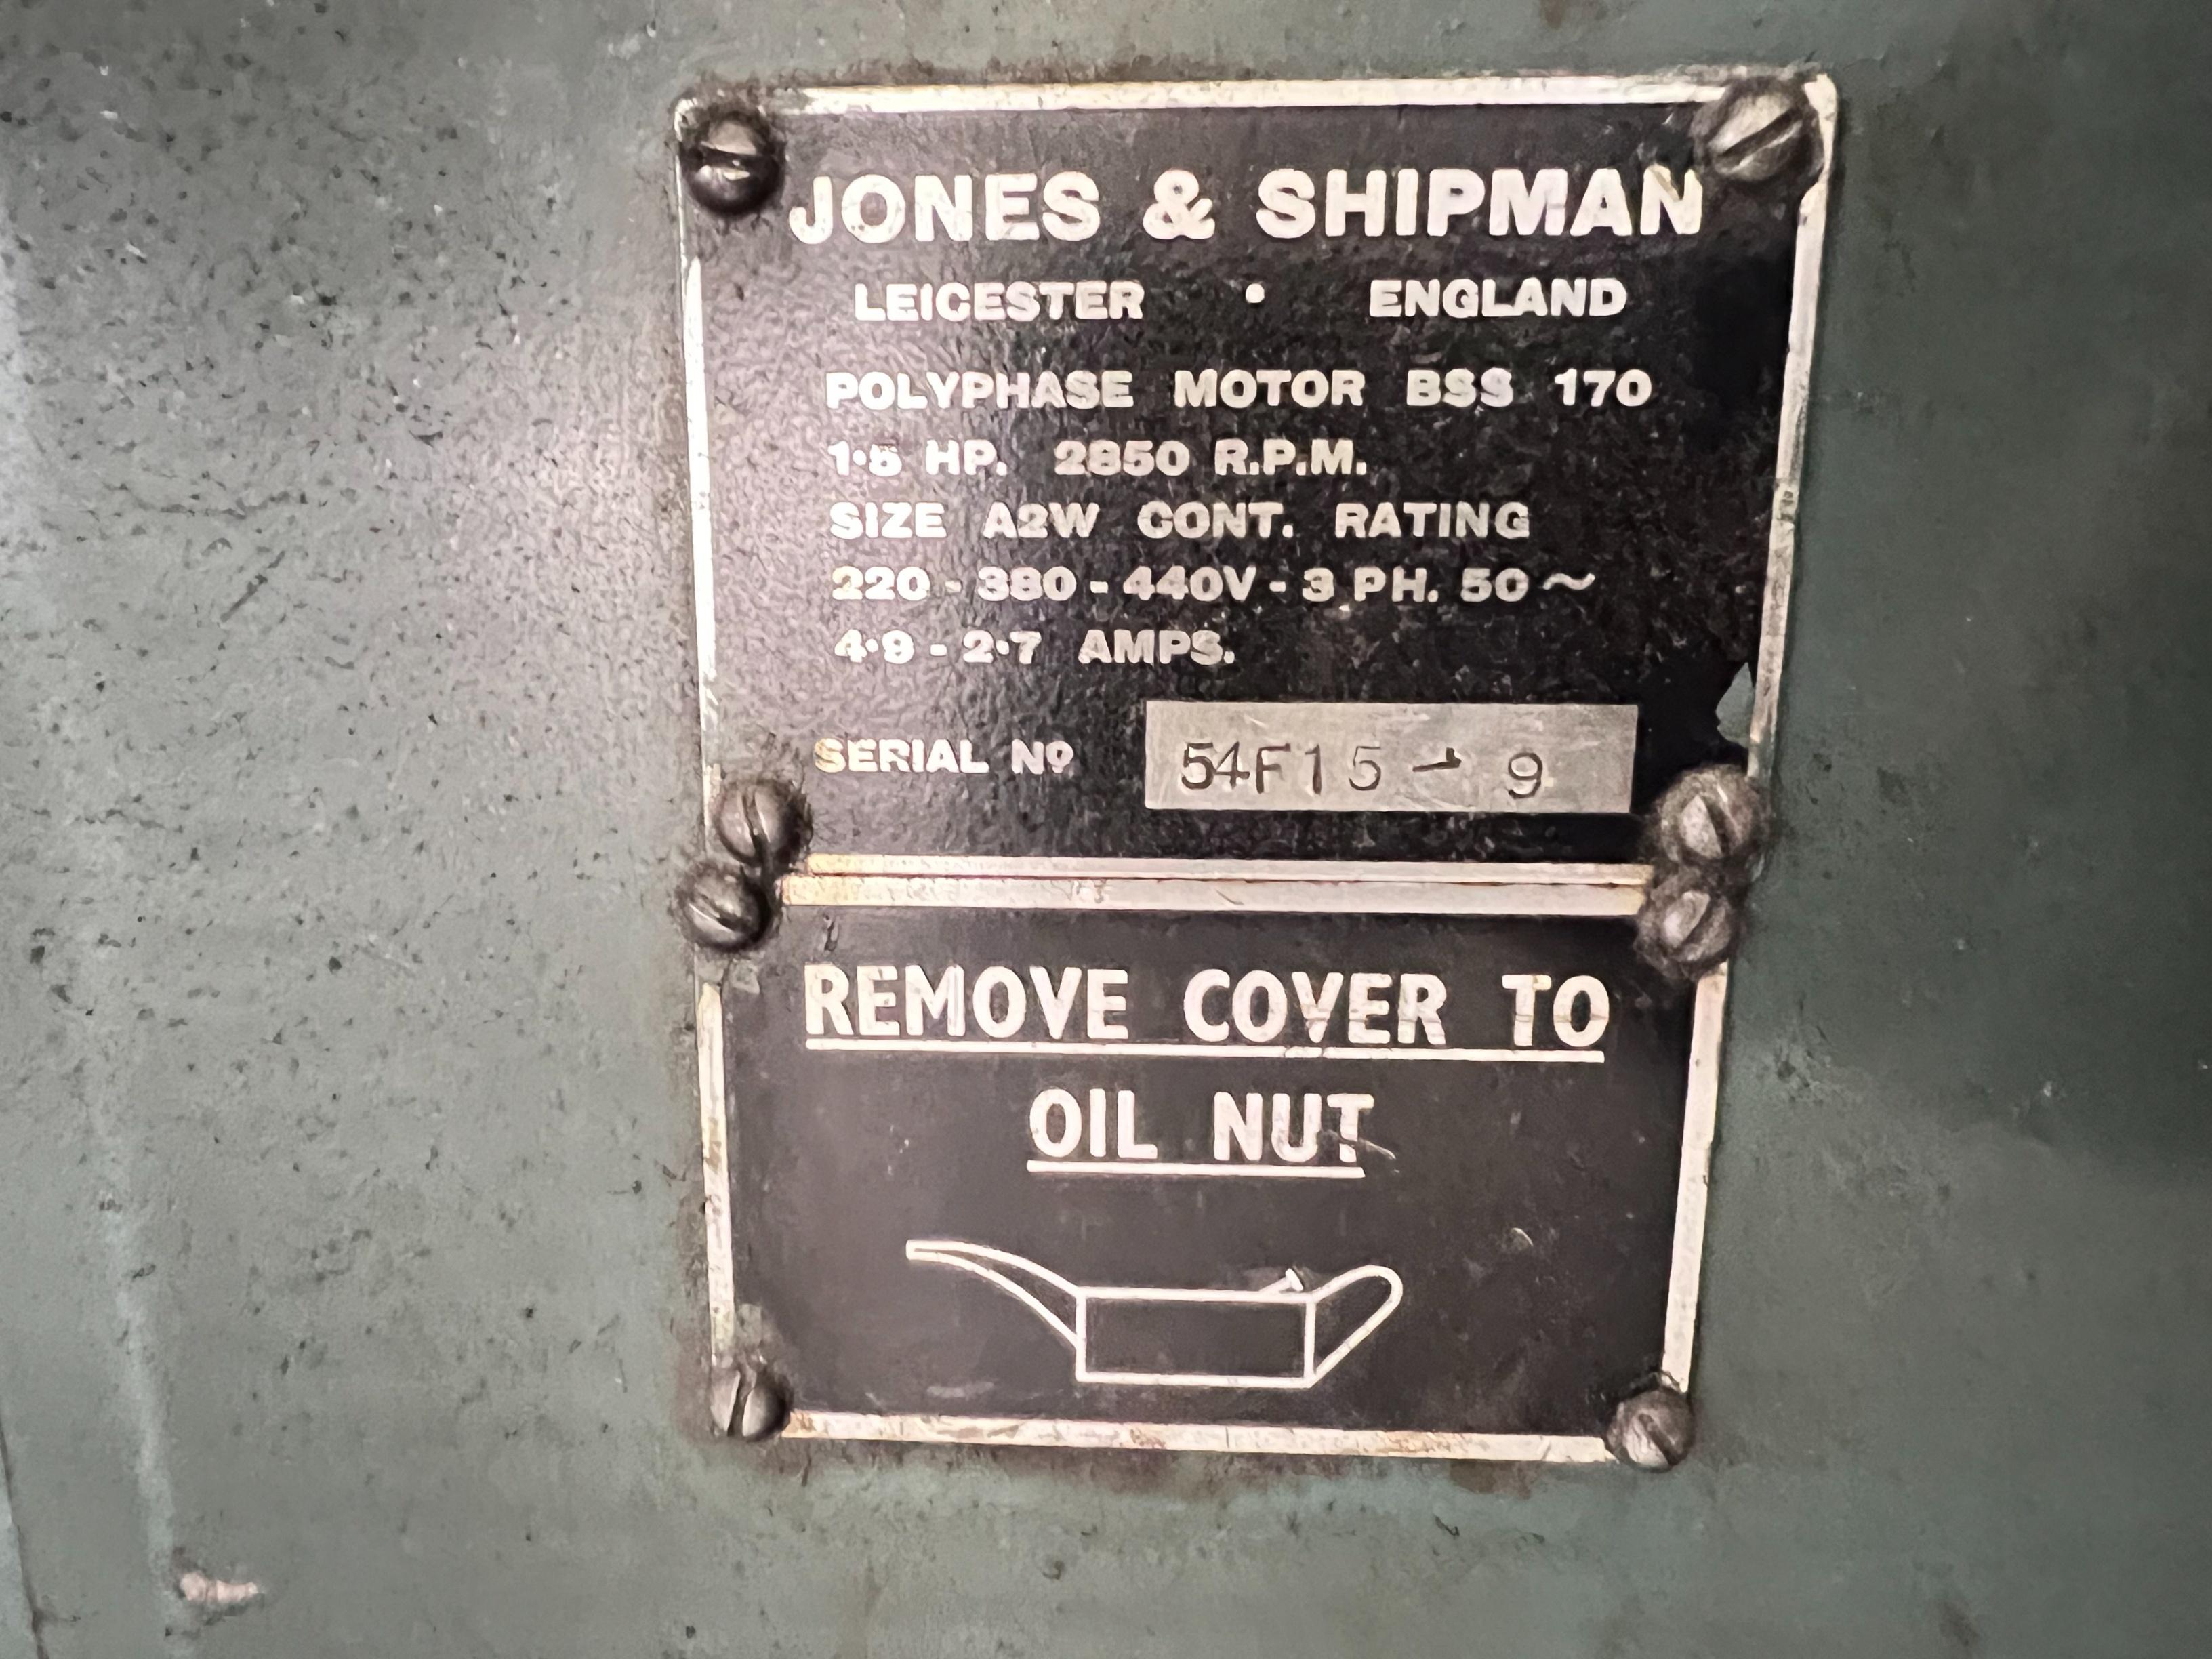 JONES & SHIPMAN
LEICESTER • ENGLAND
POLYPHASE MOTOR BSS 170
1·5 HP. 2850 R.P.M.
SIZE A2W CONT. RATING
220 - 380 - 440V - 3 PH. 50 ~
4·9 - 2·7 AMPS.
SERIAL Nº 54F15 - 9
REMOVE COVER TO
OIL NUT